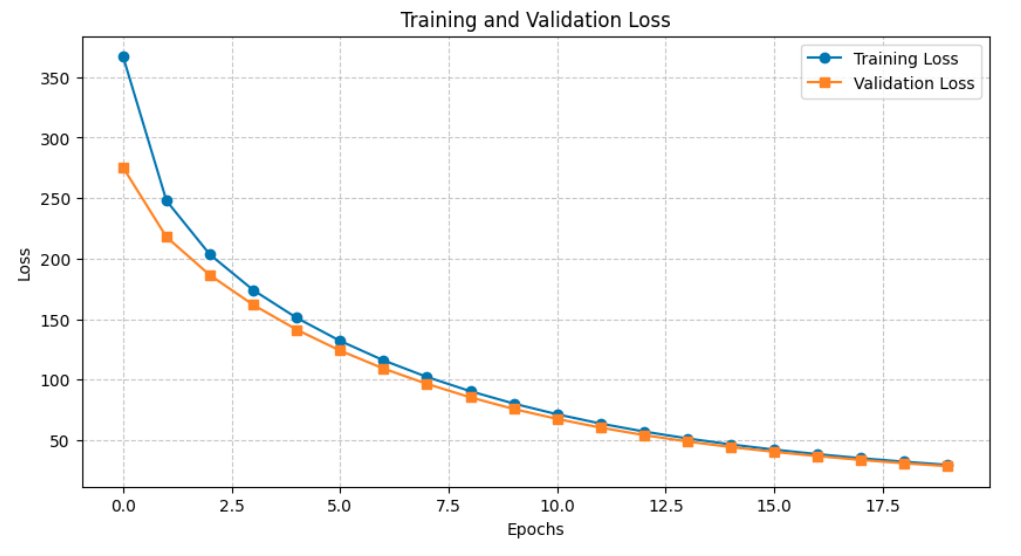 Training and Validation Loss
Training Loss
Validation Loss
350
300
250
200
150
100
50
Loss
0.0 2.5 5.0 7.5 10.0 12.5 15.0 17.5
Epochs